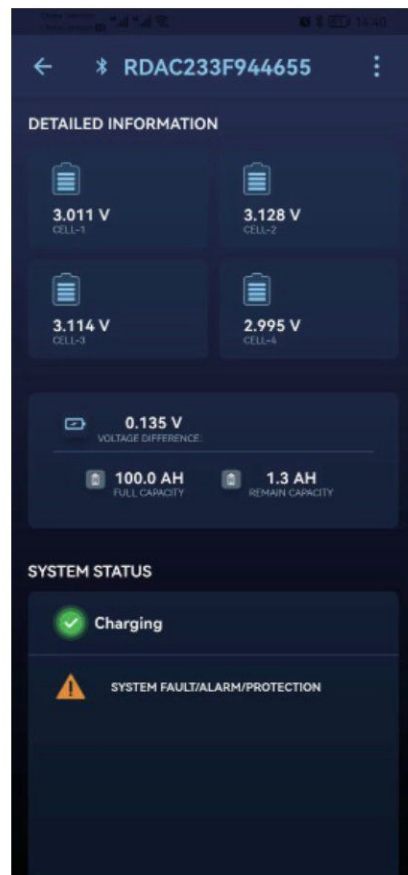 14:40
RDAC233F944655
DETAILED INFORMATION
3.011 V
CELL-1
3.128 V
CELL-2
3.114 V
CELL-3
2.995 V
CELL-4
0.135 V
VOLTAGE DIFFERENCE
100.0 AH
FULL CAPACITY
1.3 AH
REMAIN CAPACITY
SYSTEM STATUS
Charging
SYSTEM FAULT/ALARM/PROTECTION